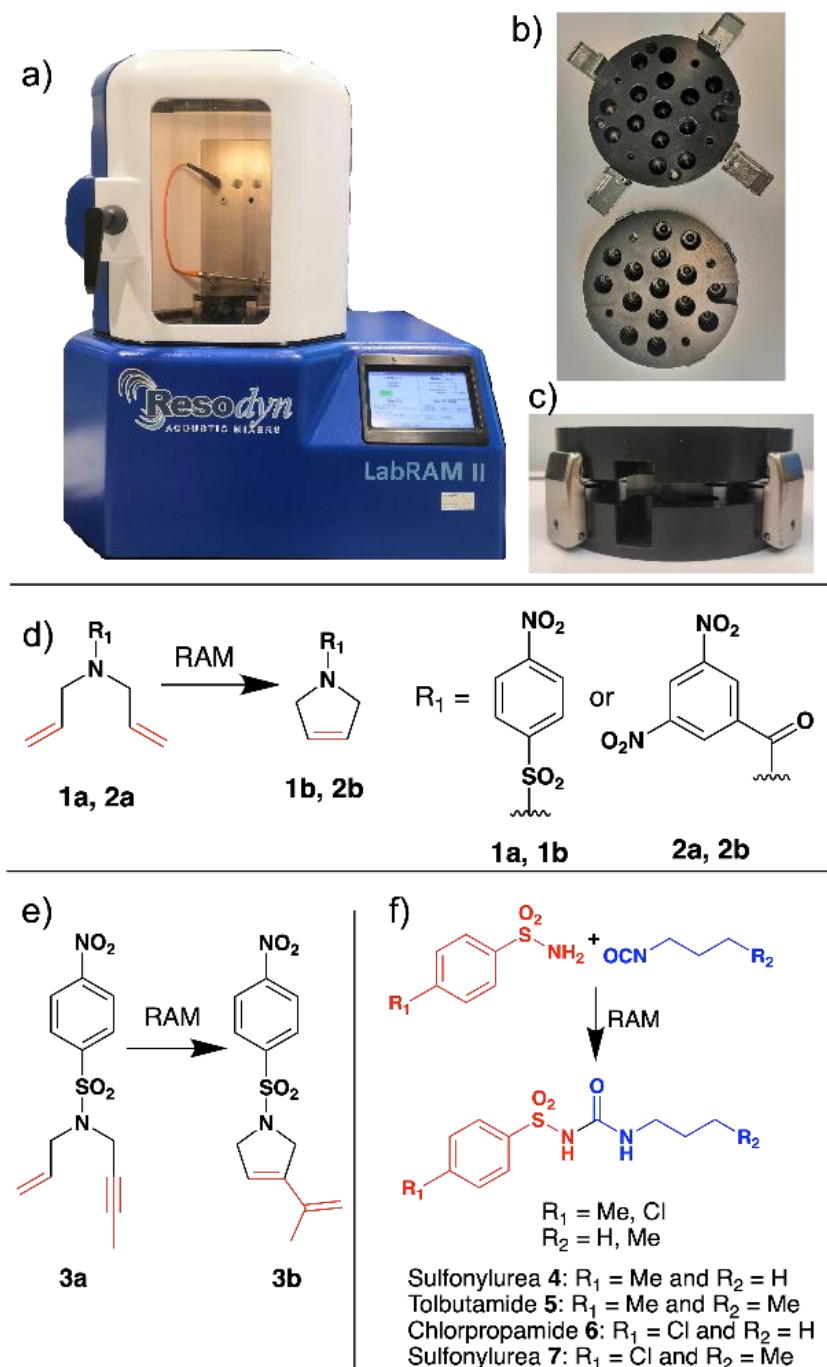 a)
b)
Resodyn
ACOUSTIC MIXERS
LabRAM II
c)
d)
R1
N
1a, 2a
RAM
R1
N
1b, 2b
R1 =
NO2
SO2
1a, 1b
or
NO2
O2N
O
2a, 2b
e)
NO2
SO2
N
3a
RAM
NO2
SO2
N
3b
f)
O2
S
NH2
R1
+
OCN
R2
RAM
O2
S
N
H
O
N
H
R1
R2
R1 = Me, Cl
R2 = H, Me
Sulfonylurea 4: R1 = Me and R2 = H
Tolbutamide 5: R1 = Me and R2 = Me
Chlorpropamide 6: R1 = Cl and R2 = H
Sulfonylurea 7: R1 = Cl and R2 = Me